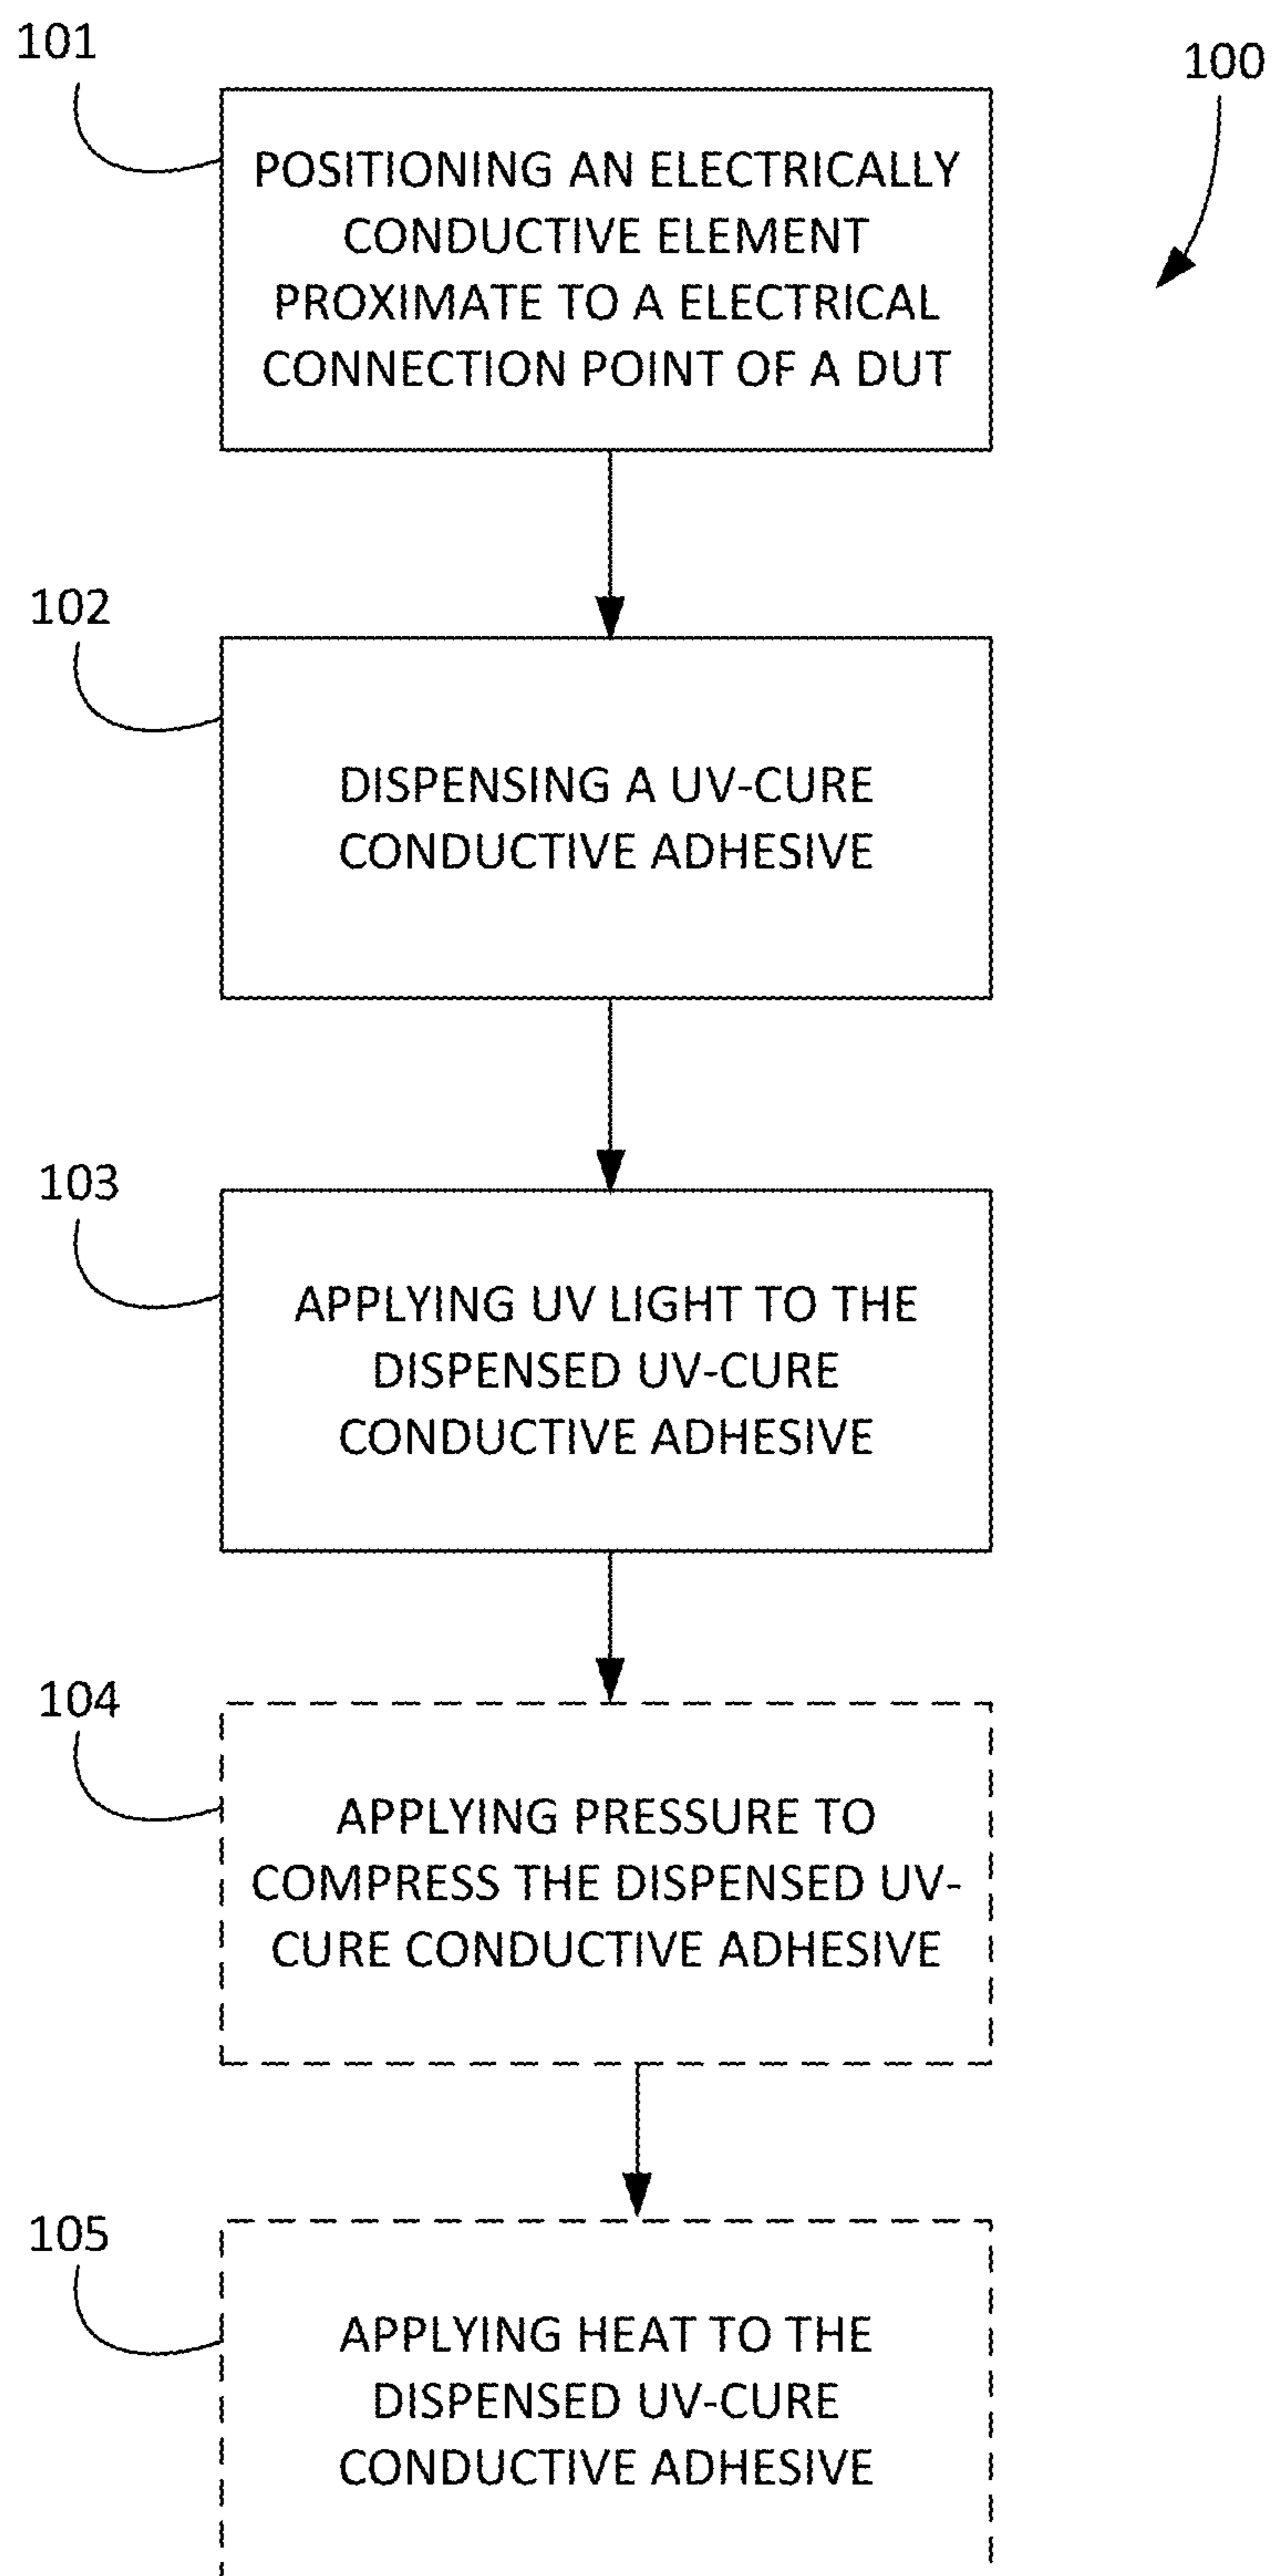 101
100
POSITIONING AN ELECTRICALLY
CONDUCTIVE ELEMENT
PROXIMATE TO A ELECTRICAL
CONNECTION POINT OF A DUT
102
DISPENSING A UV-CURE
CONDUCTIVE ADHESIVE
103
APPLYING UV LIGHT TO THE
DISPENSED UV-CURE
CONDUCTIVE ADHESIVE
104
APPLYING PRESSURE TO
COMPRESS THE DISPENSED UV-
CURE CONDUCTIVE ADHESIVE
105
APPLYING HEAT TO THE
DISPENSED UV-CURE
CONDUCTIVE ADHESIVE